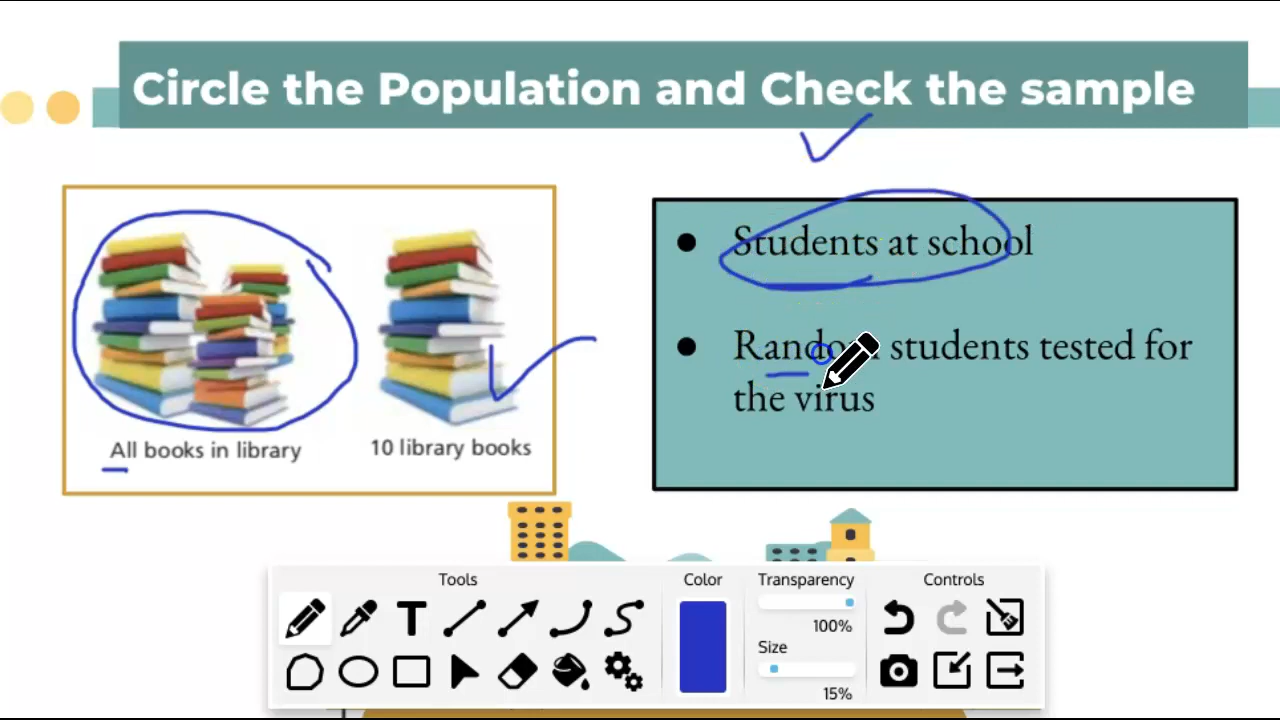 Circle the Population and Check the sample
Students at school
Random students tested for
the virus
All books in library
10 library books
Tools
Color
Transparency
Controls
T
100%
Size
15%